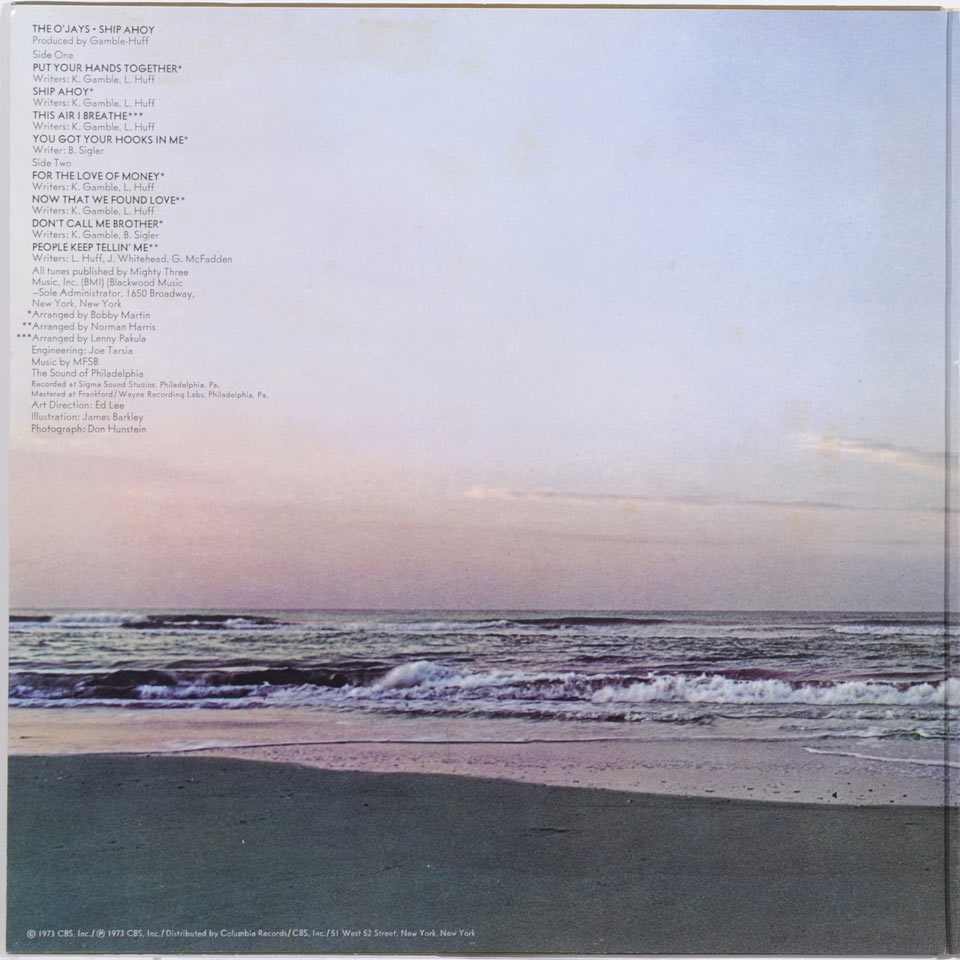 THE O'JAYS • SHIP AHOY
Produced by Gamble-Huff
Side One
PUT YOUR HANDS TOGETHER*
Writers: K. Gamble, L. Huff
SHIP AHOY*
Writers: K. Gamble, L. Huff
THIS AIR I BREATHE***
Writers: K. Gamble, L. Huff
YOU GOT YOUR HOOKS IN ME*
Writer: B. Sigler
Side Two
FOR THE LOVE OF MONEY*
Writers: K. Gamble, L. Huff
NOW THAT WE FOUND LOVE**
Writers: K. Gamble, L. Huff
DON'T CALL ME BROTHER*
Writers: K. Gamble, B. Sigler
PEOPLE KEEP TELLIN' ME**
Writers: L. Huff, J. Whitehead, G. McFadden
All tunes published by Mighty Three
Music, Inc. (BMI) (Blackwood Music
—Sole Administrator, 1650 Broadway,
New York, New York
*Arranged by Bobby Martin
**Arranged by Norman Harris
***Arranged by Lenny Pakula
Engineering: Joe Tarsia
Music by MFSB
The Sound of Philadelphia
Recorded at Sigma Sound Studios, Philadelphia, Pa.
Mastered at Frankford/Wayne Recording Labs, Philadelphia, Pa.
Art Direction: Ed Lee
Illustration: James Barkley
Photograph: Don Hunstein
© 1973 CBS, Inc./℗ 1973 CBS, Inc./Distributed by Columbia Records/CBS, Inc./51 West 52 Street, New York, New York